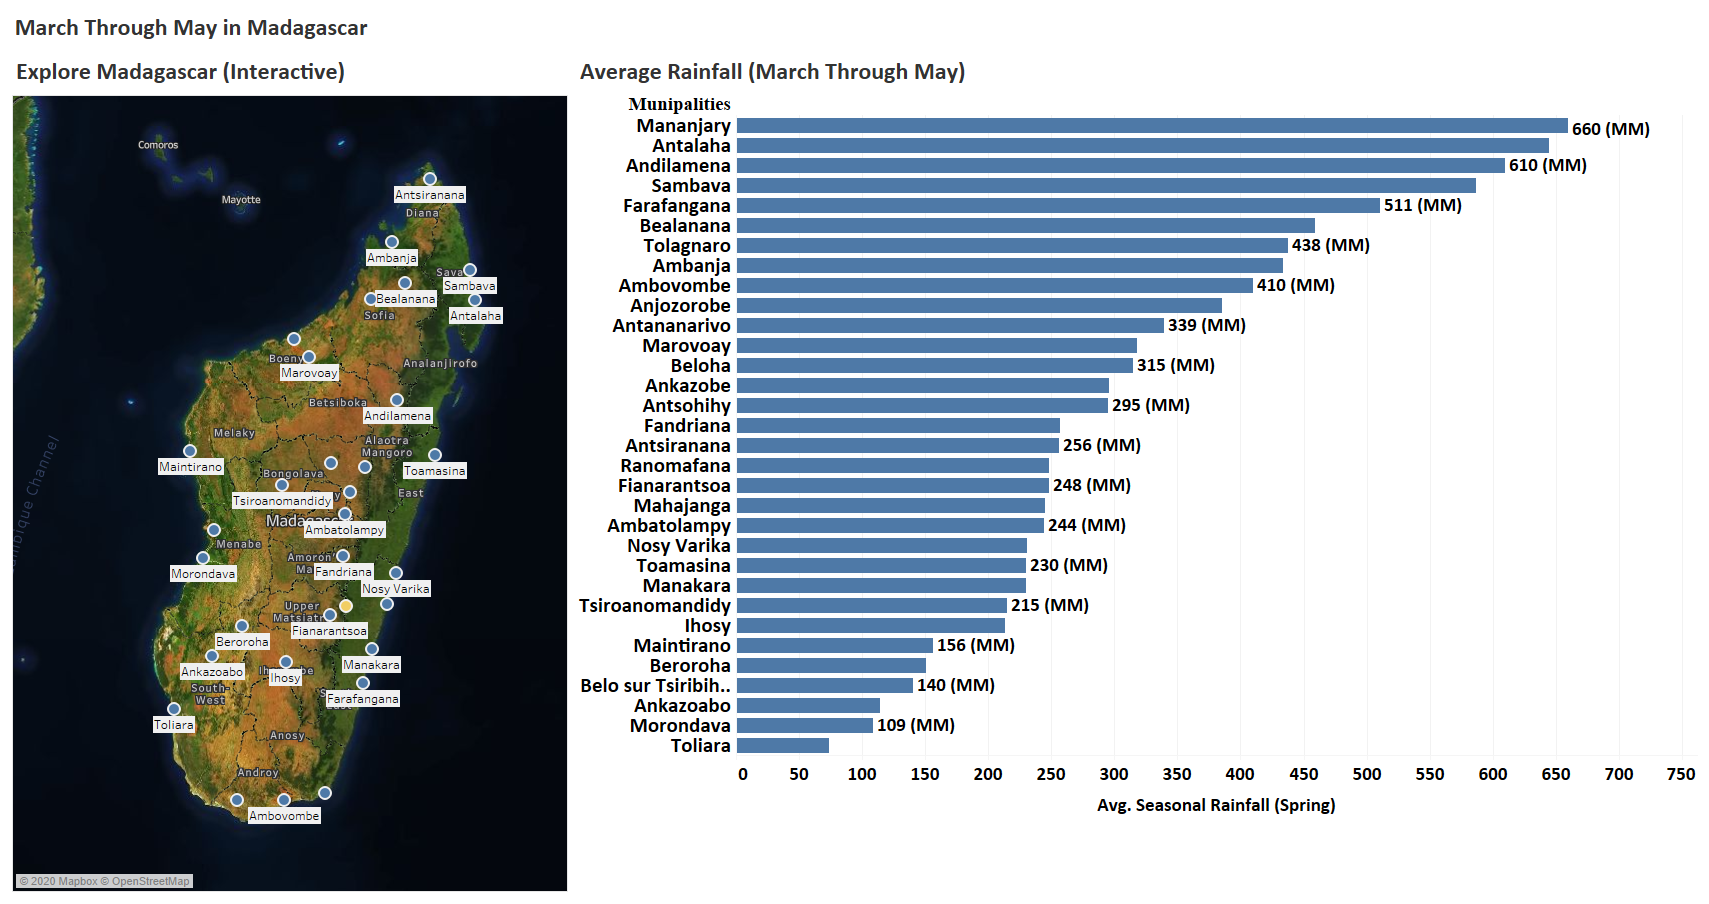 March Through May in Madagascar
Explore Madagascar (Interactive)
Comoros
Mayotte
Antsiranana
Diana
Ambanja
Sava
Sambava
Bealanana
Antalaha
Sofia
Boeny
Marovoay
Analanjirofo
Betsiboka
Andilamena
Melaky
Alaotra
Mangoro
Maintirano
Bongolava
Toamasina
Tsiroanomandidy
East
Ambatolampy
Menabe
Amoron'
Morondava
Fandriana
Nosy Varika
Upper
Fianarantsoa
Beroroha
Manakara
Ankazoabo
Ihosy
South-
West
Farafangana
Toliara
Anosy
Androy
Ambovombe
© 2020 Mapbox © OpenStreetMap
Average Rainfall (March Through May)
Munipalities
Mananjary 660 (MM)
Antalaha
Andilamena 610 (MM)
Sambava
Farafangana 511 (MM)
Bealanana
Tolagnaro 438 (MM)
Ambanja
Ambovombe 410 (MM)
Anjozorobe
Antananarivo 339 (MM)
Marovoay
Beloha 315 (MM)
Ankazobe
Antsohihy 295 (MM)
Fandriana
Antsiranana 256 (MM)
Ranomafana
Fianarantsoa 248 (MM)
Mahajanga
Ambatolampy 244 (MM)
Nosy Varika
Toamasina 230 (MM)
Manakara
Tsiroanomandidy 215 (MM)
Ihosy
Maintirano 156 (MM)
Beroroha
Belo sur Tsiribih.. 140 (MM)
Ankazoabo
Morondava 109 (MM)
Toliara
0 50 100 150 200 250 300 350 400 450 500 550 600 650 700 750
Avg. Seasonal Rainfall (Spring)